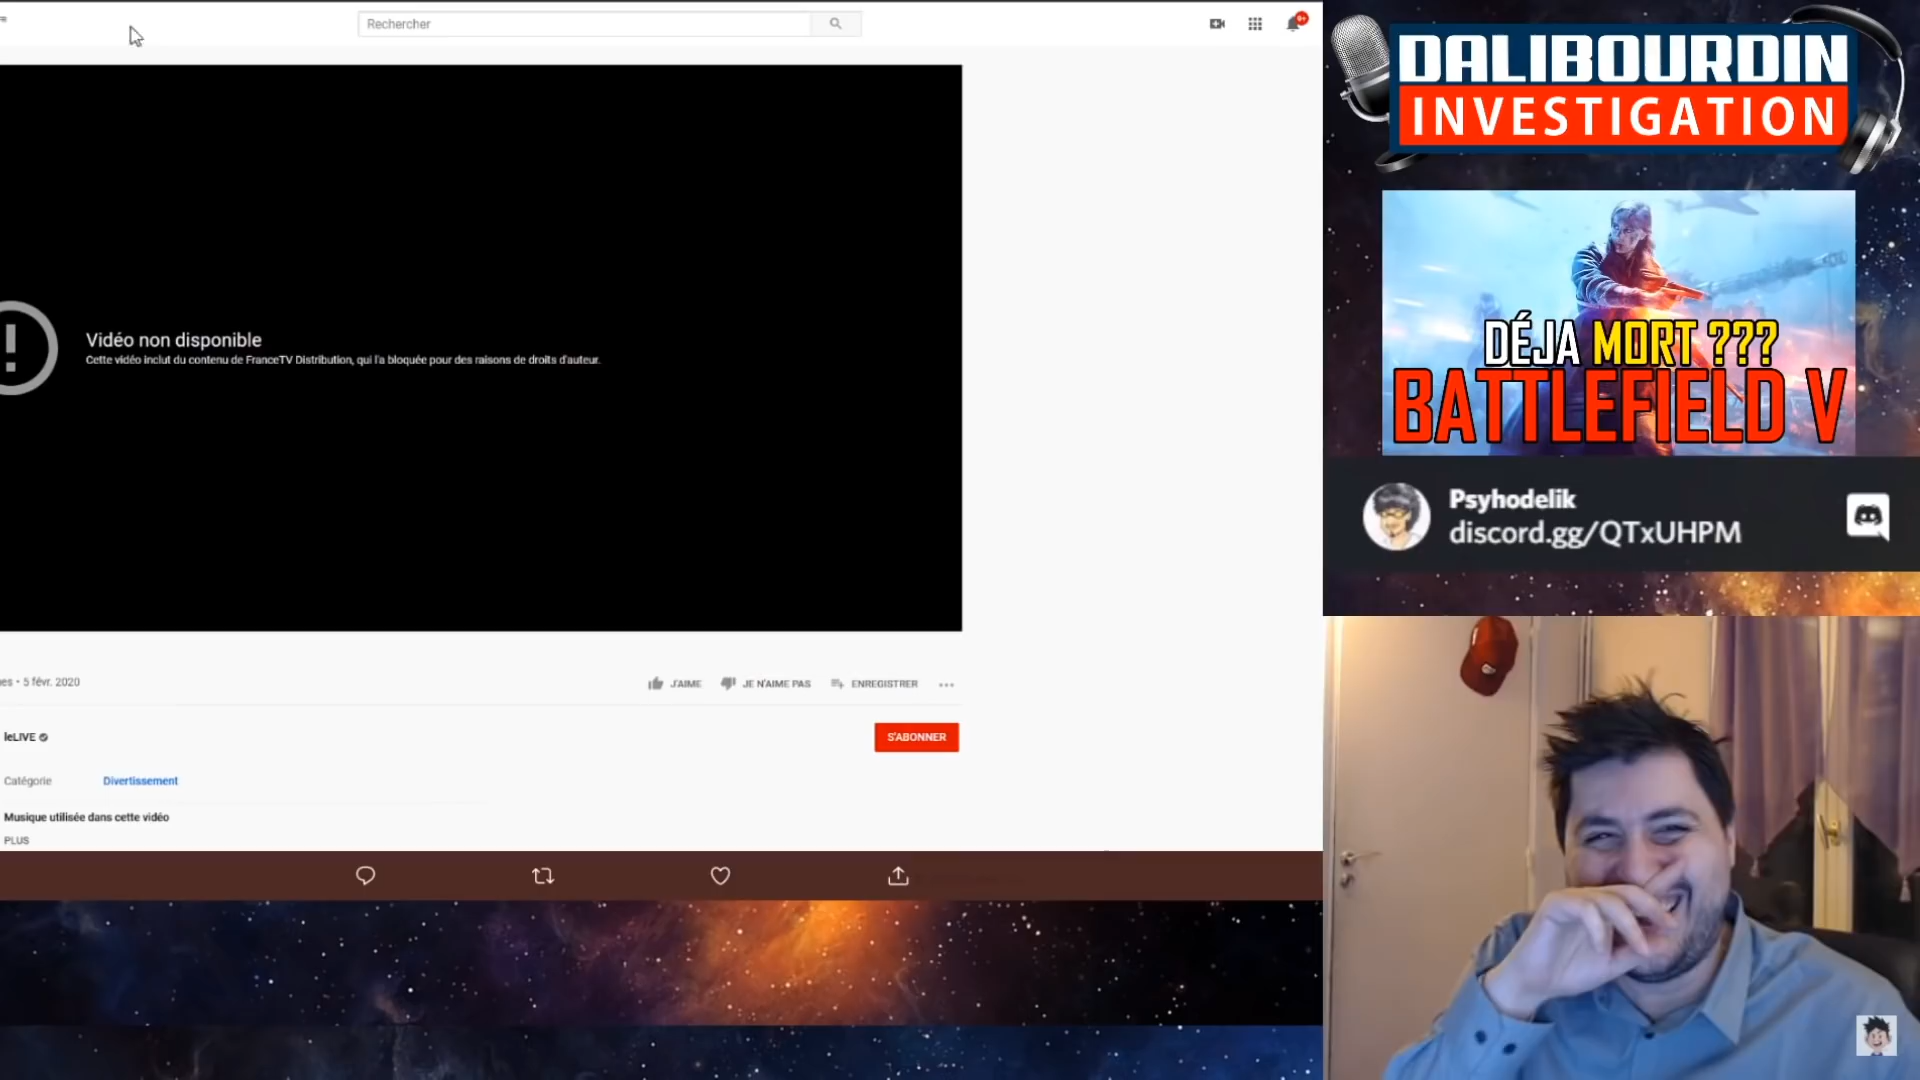 Rechercher
9+
Vidéo non disponible
Cette vidéo inclut du contenu de FranceTV Distribution, qui l'a bloquée pour des raisons de droits d'auteur.
es • 5 févr. 2020
J'AIME
JE N'AIME PAS
ENREGISTRER
leLIVE
S'ABONNER
Catégorie
Divertissement
Musique utilisée dans cette vidéo
PLUS
DALIBOURDIN
INVESTIGATION
DÉJA MORT ???
BATTLEFIELD V
Psyhodelik
discord.gg/QTxUHPM